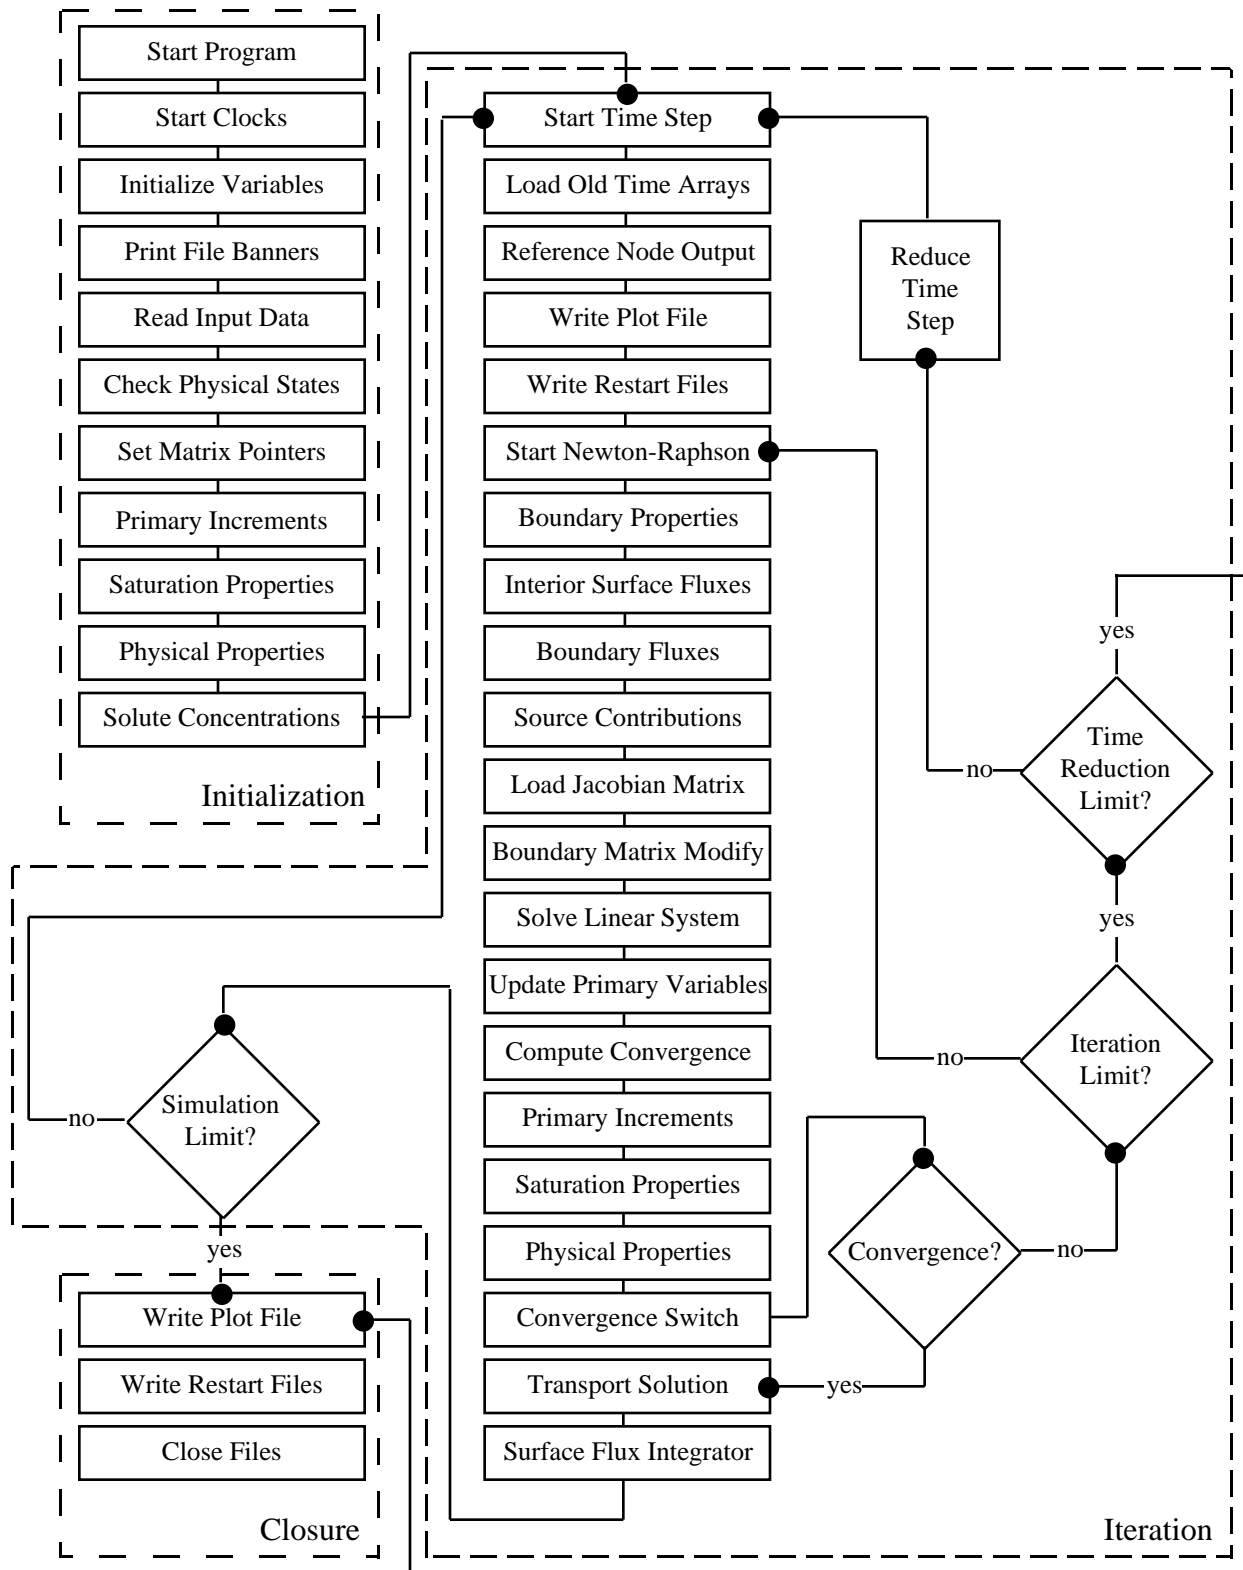 Start Program
Start Clocks
Initialize Variables
Print File Banners
Read Input Data
Check Physical States
Set Matrix Pointers
Primary Increments
Saturation Properties
Physical Properties
Solute Concentrations
Initialization
Start Time Step
Load Old Time Arrays
Reference Node Output
Write Plot File
Write Restart Files
Start Newton-Raphson
Boundary Properties
Interior Surface Fluxes
Boundary Fluxes
Source Contributions
Load Jacobian Matrix
Boundary Matrix Modify
Solve Linear System
Update Primary Variables
Compute Convergence
Primary Increments
Saturation Properties
Physical Properties
Convergence Switch
Transport Solution
Surface Flux Integrator
Reduce
Time
Step
yes
Time
Reduction
Limit?
no
yes
Iteration
Limit?
no
Convergence?
no
yes
Iteration
Simulation
Limit?
no
yes
Write Plot File
Write Restart Files
Close Files
Closure